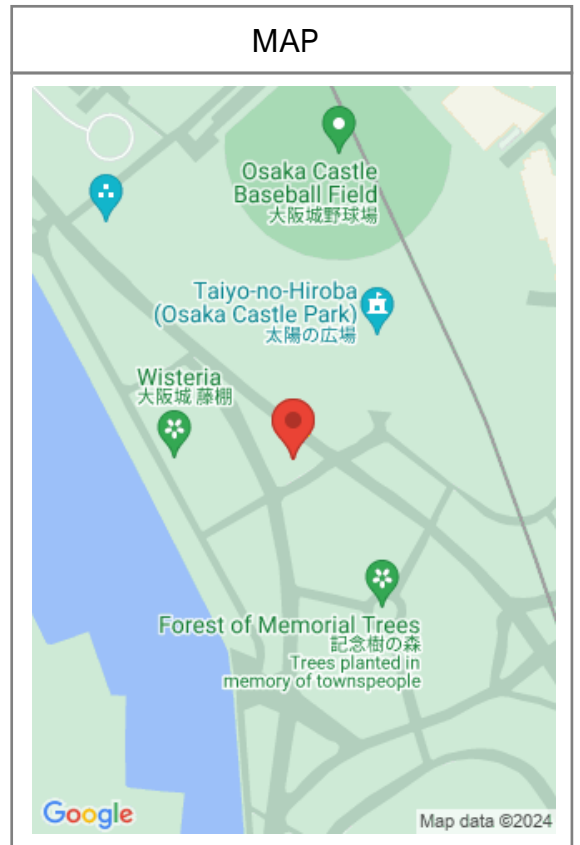 MAP
Osaka Castle
Baseball Field
大阪城野球場
Taiyo-no-Hiroba
(Osaka Castle Park)
太陽の広場
Wisteria
大阪城 藤棚
Forest of Memorial Trees
記念樹の森
Trees planted in
memory of townspeople
Google
Map data ©2024